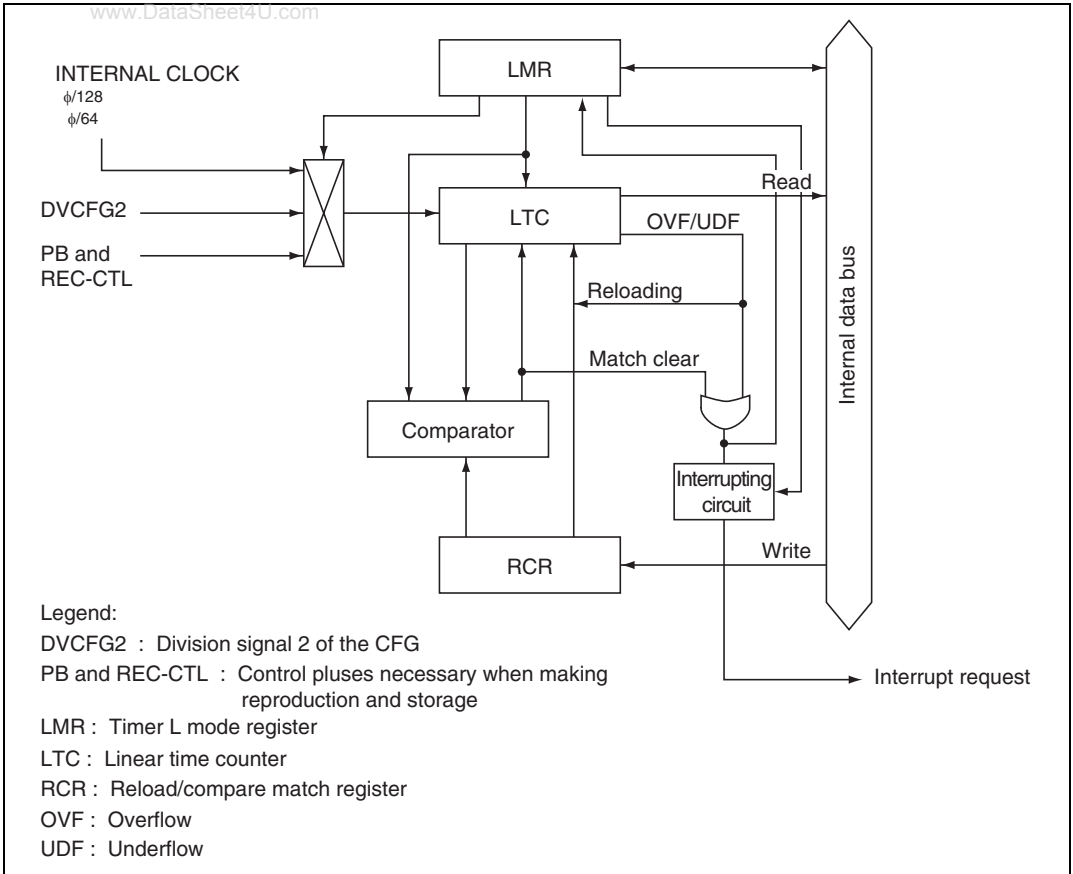 www.DataSheet4U.com
INTERNAL CLOCK
ϕ/128
ϕ/64
DVCFG2
PB and
REC-CTL
LMR
LTC
Read
OVF/UDF
Reloading
Match clear
Comparator
Interrupting
circuit
RCR
Write
Internal data bus
Interrupt request
Legend:
DVCFG2 : Division signal 2 of the CFG
PB and REC-CTL : Control pluses necessary when making
reproduction and storage
LMR : Timer L mode register
LTC : Linear time counter
RCR : Reload/compare match register
OVF : Overflow
UDF : Underflow